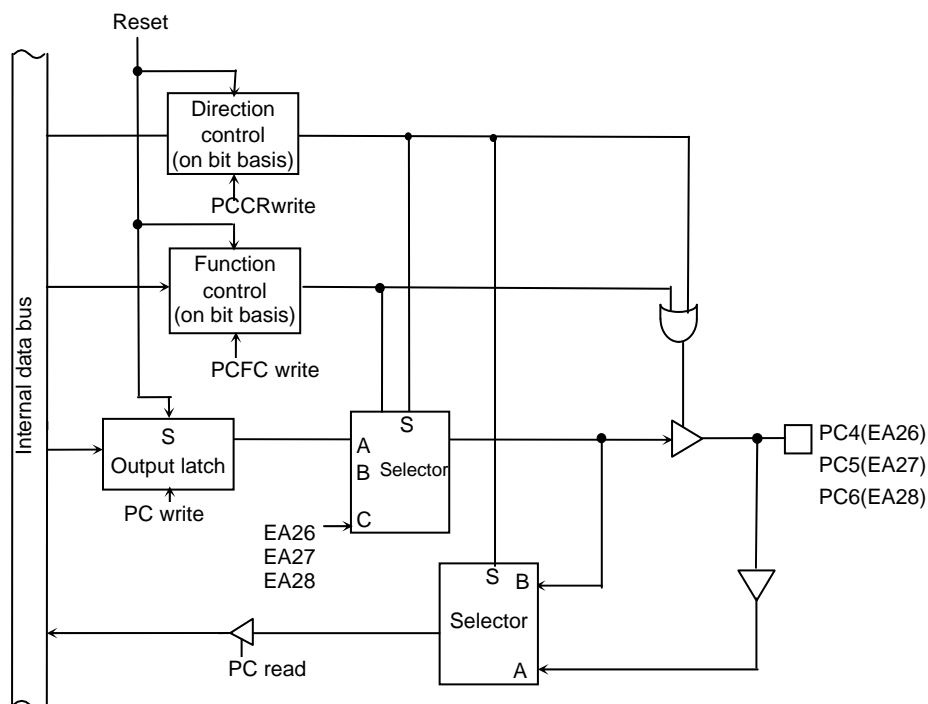 Reset
Direction
control
(on bit basis)
PCCRwrite
Function
control
(on bit basis)
PCFC write
Internal data bus
S
Output latch
PC write
S
A
B
Selector
C
EA26
EA27
EA28
PC4(EA26)
PC5(EA27)
PC6(EA28)
S
B
Selector
A
PC read